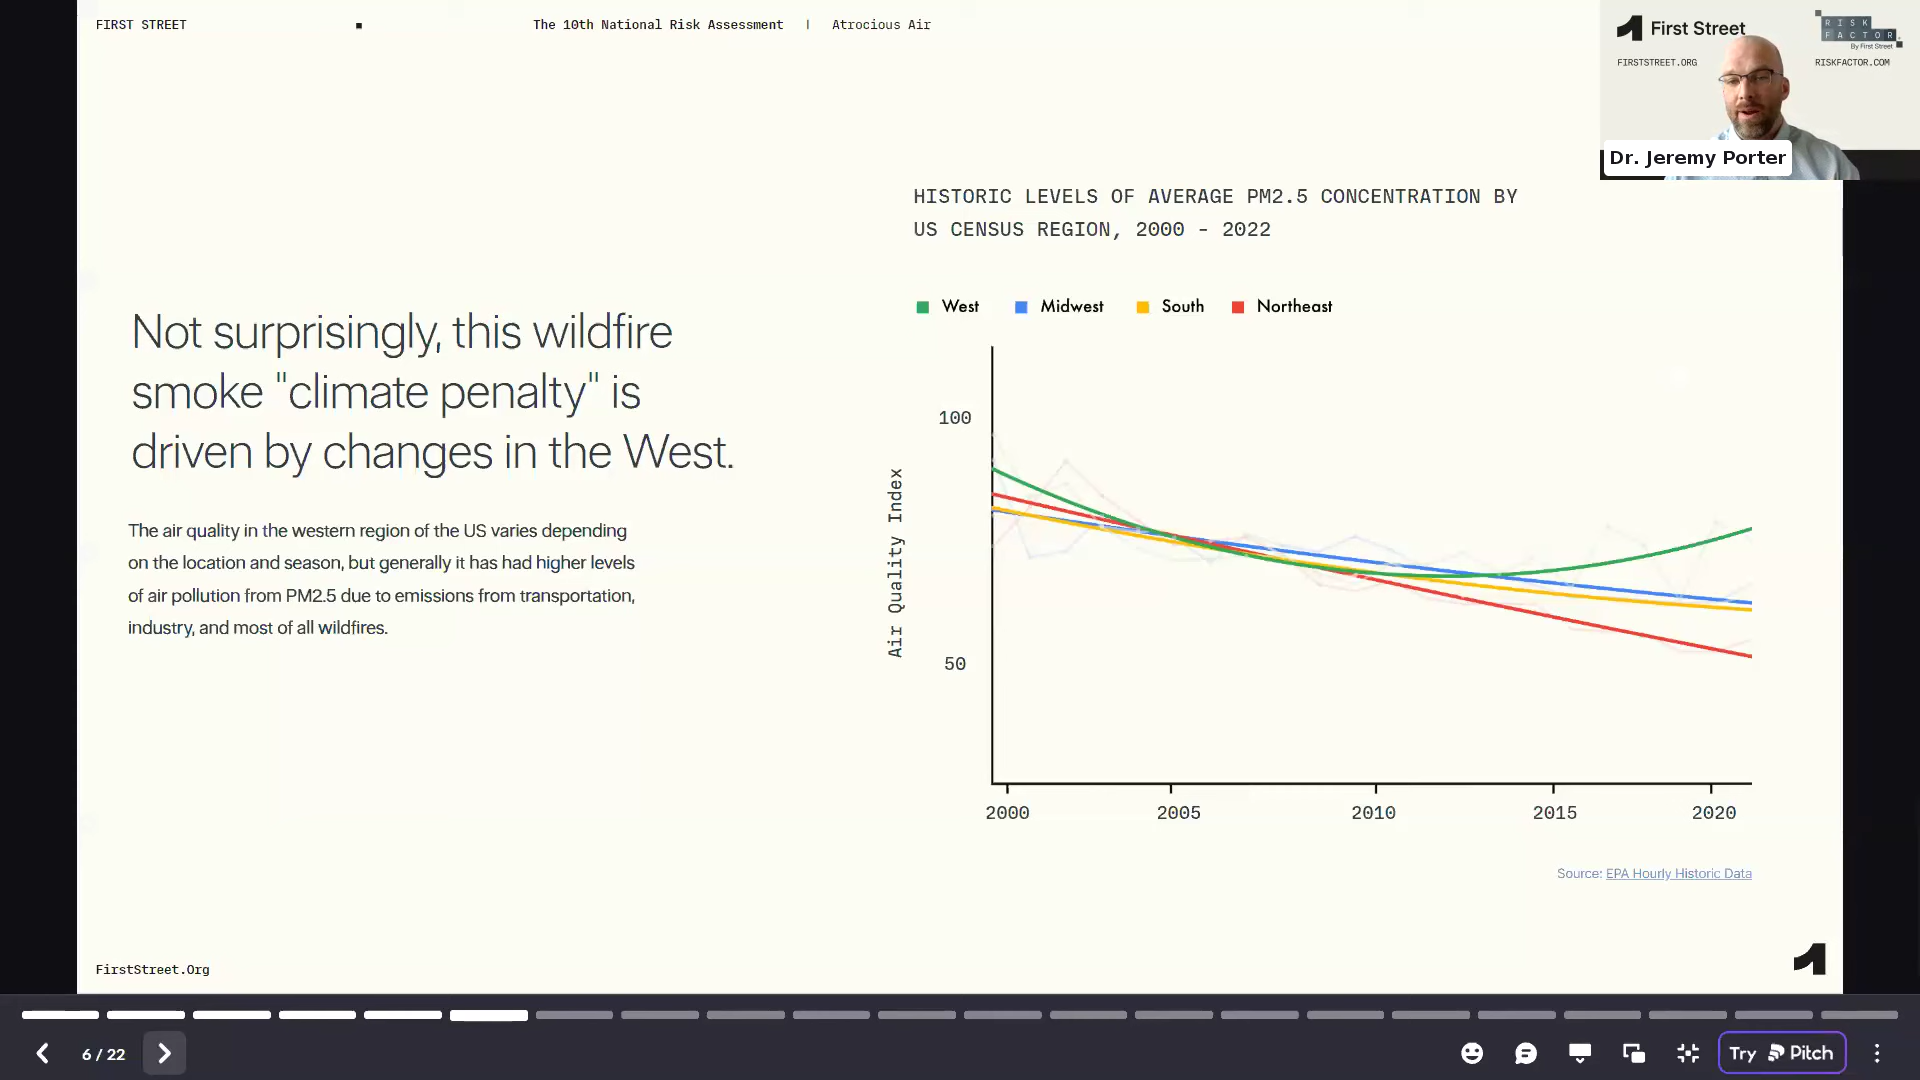 FIRST STREET
The 10th National Risk Assessment | Atrocious Air
First Street
FIRSTSTREET.ORG
RISK
FACTOR
By First Street
RISKFACTOR.COM
Dr. Jeremy Porter
Not surprisingly, this wildfire
smoke "climate penalty" is
driven by changes in the West.
The air quality in the western region of the US varies depending
on the location and season, but generally it has had higher levels
of air pollution from PM2.5 due to emissions from transportation,
industry, and most of all wildfires.
HISTORIC LEVELS OF AVERAGE PM2.5 CONCENTRATION BY
US CENSUS REGION, 2000 - 2022
West Midwest South Northeast
Air Quality Index
100
50
2000 2005 2010 2015 2020
Source: EPA Hourly Historic Data
FirstStreet.Org
6 / 22
Try Pitch